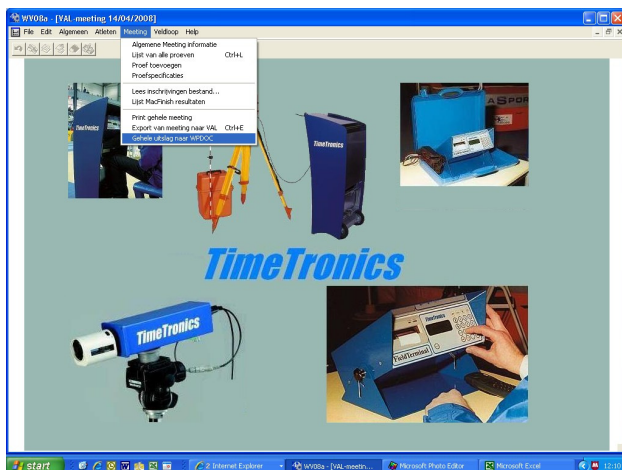 WV08a - [VAL-meeting 14/04/2008]
File Edit Algemeen Atleten Meeting Veldloop Help
Algemene Meeting informatie
Lijst van alle proeven Ctrl+L
Proef toevoegen
Proefspecificaties
Lees inschrijvingen bestand...
Lijst MacFinish resultaten
Print gehele meeting
Export van meeting naar VAL Ctrl+E
Gehele uitslag naar WPDOC
TimeTronics
TimeTronics
TimeTronics
TimeTronics
TimeTronics
FieldTerminal
start
2 Internet Explorer
WV08a - [VAL-meetin...
Microsoft Photo Editor
Microsoft Excel
12:10